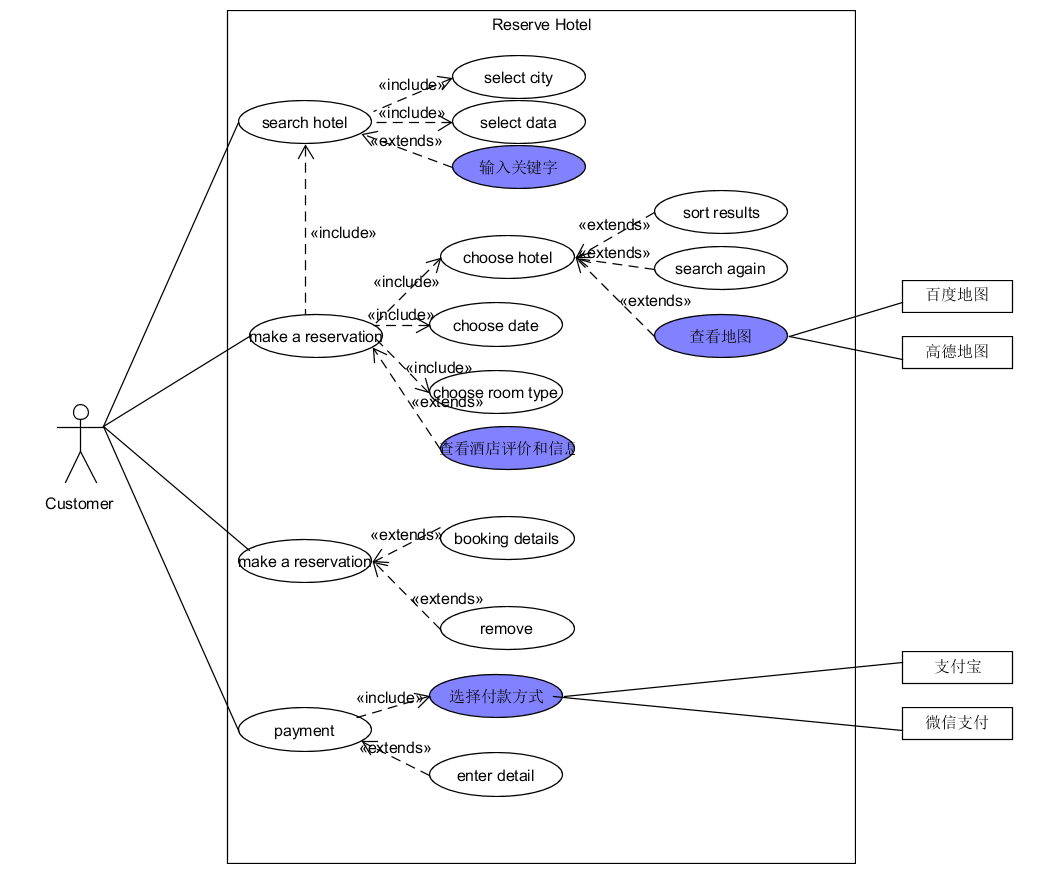 Reserve Hotel
«include»
select city
search hotel
«include»
select data
«extends»
输入关键字
«include»
«extends»
sort results
«extends»
search again
choose hotel
«include»
«extends»
查看地图
百度地图
高德地图
make a reservation
«include»
choose date
«include»
choose room type
«extends»
查看酒店评价和信息
Customer
make a reservation
«extends»
booking details
«extends»
remove
«include»
选择付款方式
支付宝
微信支付
payment
«extends»
enter detail